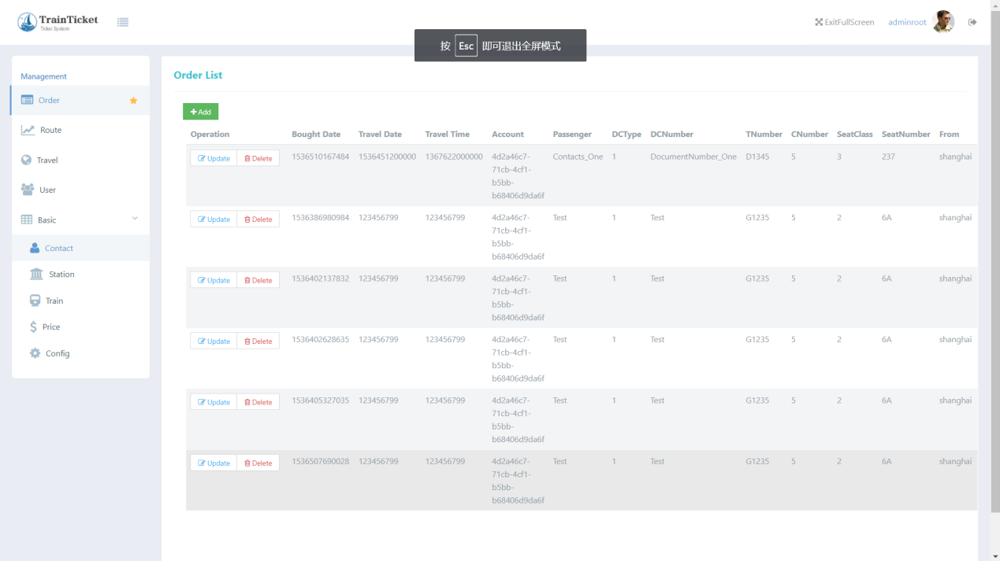 TrainTicket
Ticket System
ExitFullScreen adminroot
按 Esc 即可退出全屏模式
Management
Order
Route
Travel
User
Basic
Contact
Station
Train
Price
Config
Order List
Add
Operation Bought Date Travel Date Travel Time Account Passenger DCType DCNumber TNumber CNumber SeatClass SeatNumber From
Update Delete 1536510167484 1536451200000 1367622000000 4d2a46c7- Contacts_One 1 DocumentNumber_One D1345 5 3 237 shanghai
71cb-4cf1-
b5bb-
b68406d9da6f
Update Delete 1536386980984 123456799 123456799 4d2a46c7- Test 1 Test G1235 5 2 6A shanghai
71cb-4cf1-
b5bb-
b68406d9da6f
Update Delete 1536402137832 123456799 123456799 4d2a46c7- Test 1 Test G1235 5 2 6A shanghai
71cb-4cf1-
b5bb-
b68406d9da6f
Update Delete 1536402628635 123456799 123456799 4d2a46c7- Test 1 Test G1235 5 2 6A shanghai
71cb-4cf1-
b5bb-
b68406d9da6f
Update Delete 1536405327035 123456799 123456799 4d2a46c7- Test 1 Test G1235 5 2 6A shanghai
71cb-4cf1-
b5bb-
b68406d9da6f
Update Delete 1536507690028 123456799 123456799 4d2a46c7- Test 1 Test G1235 5 2 6A shanghai
71cb-4cf1-
b5bb-
b68406d9da6f